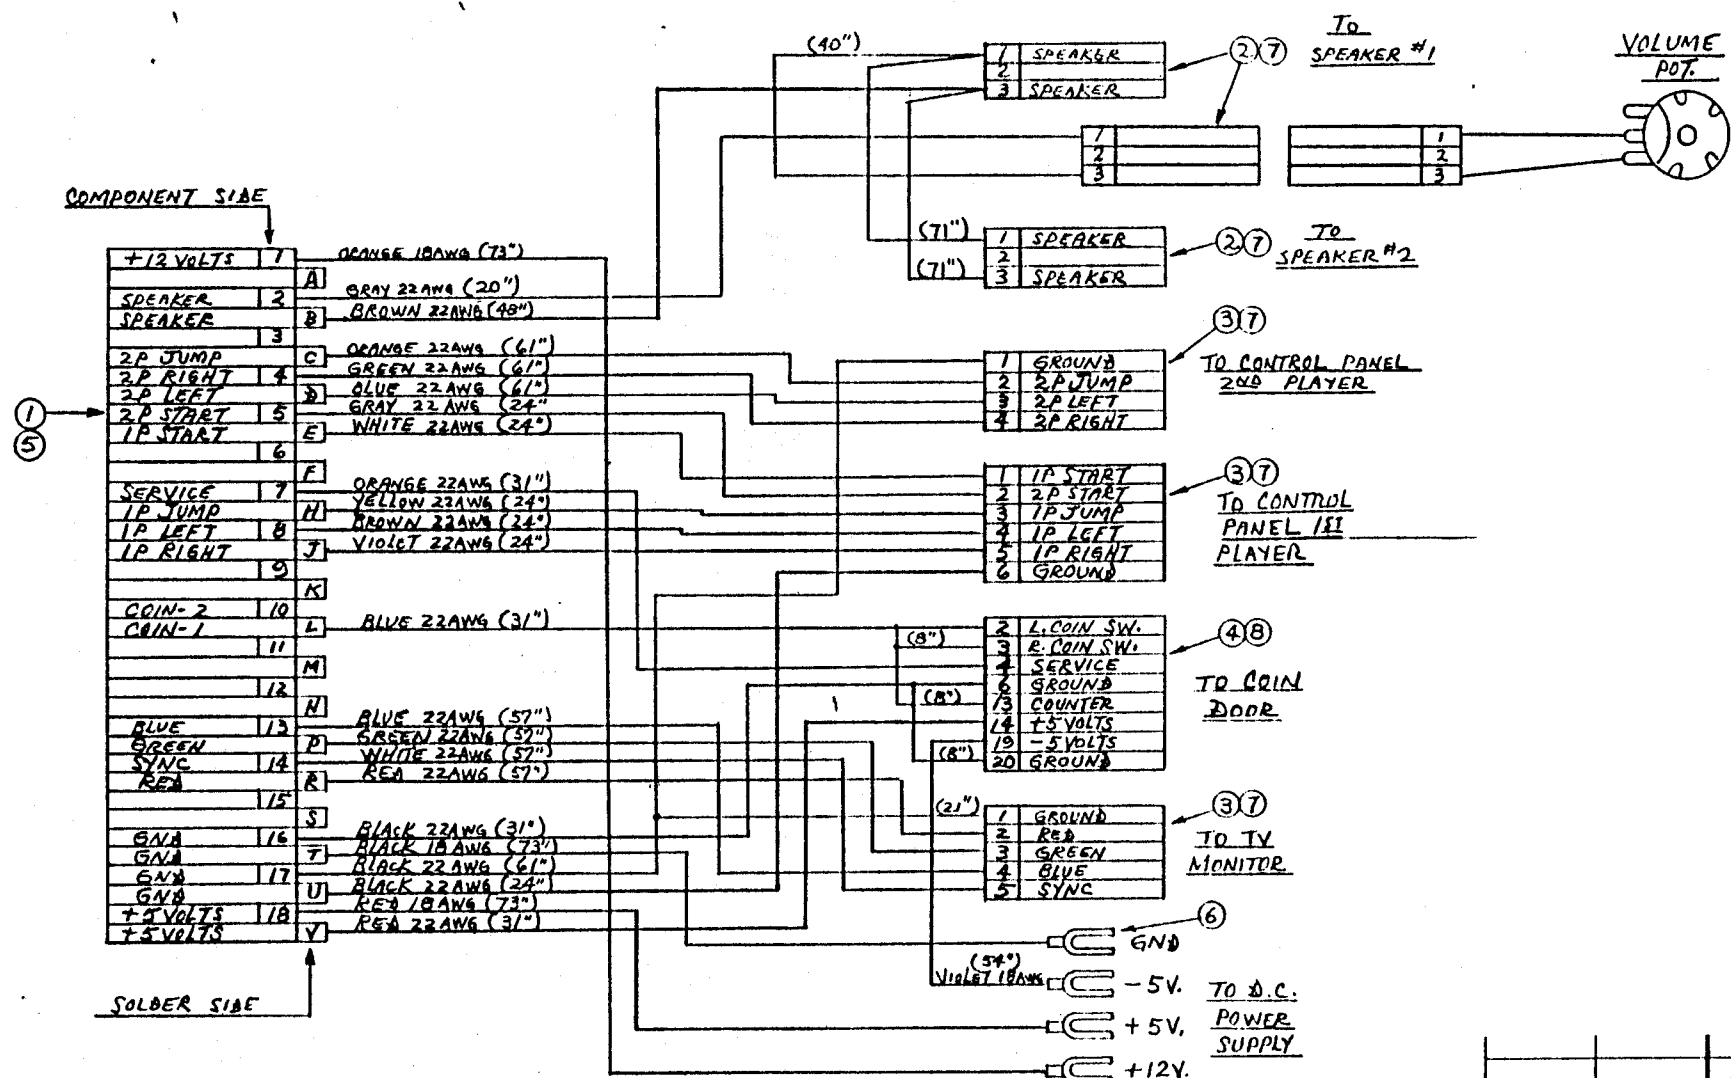 COMPONENT SIDE
+12 VOLTS 1
A
SPEAKER 2
SPEAKER B
3
2P JUMP C
2P RIGHT 4
2P LEFT D
2P START 5
1P START E
6
F
SERVICE 7
1P JUMP H
1P LEFT 8
1P RIGHT J
9
K
COIN-2 10
COIN-1 L
11
M
12
N
BLUE 13
GREEN P
SYNC 14
RED R
15
S
GND 16
GND T
GND 17
GND U
+5 VOLTS 18
+5 VOLTS V
SOLDER SIDE
1
5
ORANGE 18AWG (73")
GRAY 22AWG (20")
BROWN 22AWG (48")
ORANGE 22AWG (61")
GREEN 22AWG (61")
BLUE 22AWG (61")
GRAY 22AWG (24"
WHITE 22AWG (24")
ORANGE 22AWG (31")
YELLOW 22AWG (24")
BROWN 22AWG (24")
VIOLET 22AWG (24")
BLUE 22AWG (31")
BLUE 22AWG (57")
GREEN 22AWG (57")
WHITE 22AWG (57")
RED 22AWG (57")
BLACK 22AWG (31")
BLACK 18AWG (73")
BLACK 22AWG (61")
BLACK 22AWG (24")
RED 18AWG (73")
RED 22AWG (31")
(40")
1 SPEAKER
2
3 SPEAKER
2 7
TO
SPEAKER #1
VOLUME
POT.
1
2
3
1
2
3
(71")
(71")
1 SPEAKER
2
3 SPEAKER
2 7
TO
SPEAKER #2
1 GROUND
2 2P JUMP
3 2P LEFT
4 2P RIGHT
3 7
TO CONTROL PANEL
2ND PLAYER
1 1P START
2 2P START
3 1P JUMP
4 1P LEFT
5 1P RIGHT
6 GROUND
3 7
TO CONTROL
PANEL 1ST
PLAYER
(8")
(8")
(8")
2 L. COIN SW.
3 R. COIN SW.
4 SERVICE
6 GROUND
13 COUNTER
14 +5 VOLTS
19 -5 VOLTS
20 GROUND
4 8
TO COIN
DOOR
(21")
1 GROUND
2 RED
3 GREEN
4 BLUE
5 SYNC
3 7
TO TV
MONITOR
6
GND
(54")
VIOLET 18AWG
-5V.
+5V.
+12V.
TO D.C.
POWER
SUPPLY